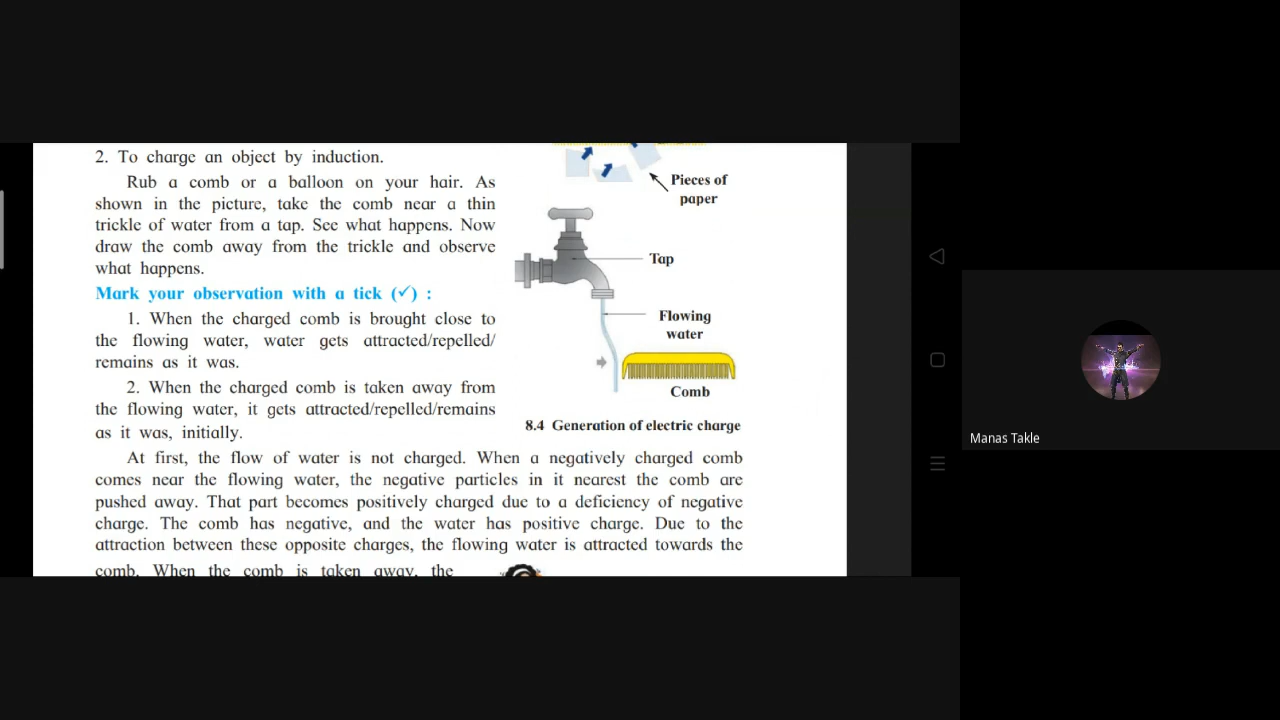 2. To charge an object by induction.
Rub a comb or a balloon on your hair. As
shown in the picture, take the comb near a thin
trickle of water from a tap. See what happens. Now
draw the comb away from the trickle and observe
what happens.
Mark your observation with a tick (✓) :
1. When the charged comb is brought close to
the flowing water, water gets attracted/repelled/
remains as it was.
2. When the charged comb is taken away from
the flowing water, it gets attracted/repelled/remains
as it was, initially.
Pieces of
paper
Tap
Flowing
water
Comb
8.4 Generation of electric charge
At first, the flow of water is not charged. When a negatively charged comb
comes near the flowing water, the negative particles in it nearest the comb are
pushed away. That part becomes positively charged due to a deficiency of negative
charge. The comb has negative, and the water has positive charge. Due to the
attraction between these opposite charges, the flowing water is attracted towards the
comb. When the comb is taken away, the
Manas Takle